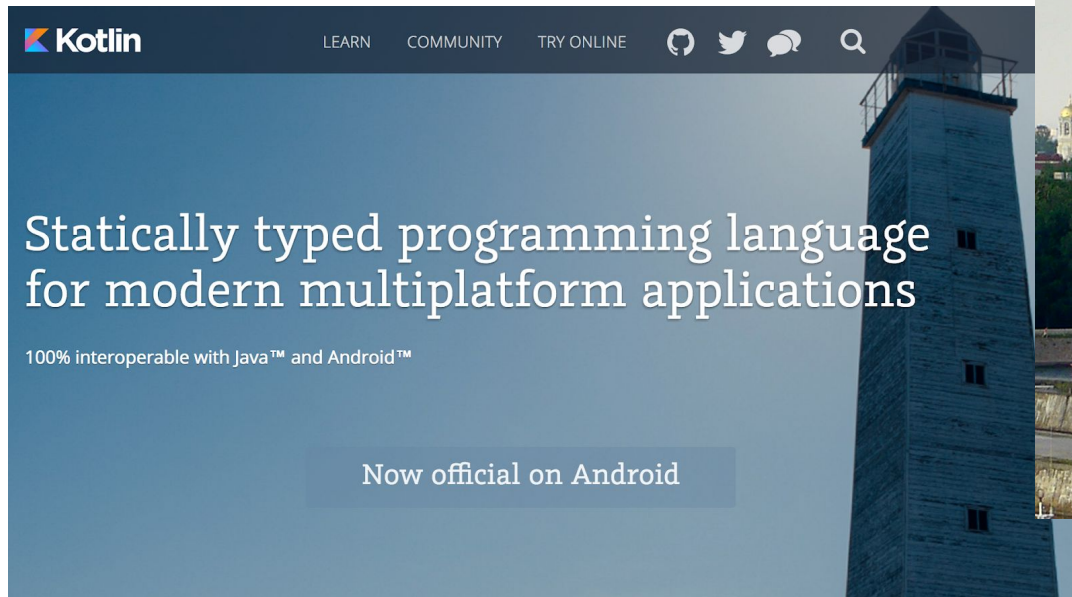 Kotlin
LEARN COMMUNITY TRY ONLINE
Statically typed programming language
for modern multiplatform applications
100% interoperable with Java™ and Android™
Now official on Android